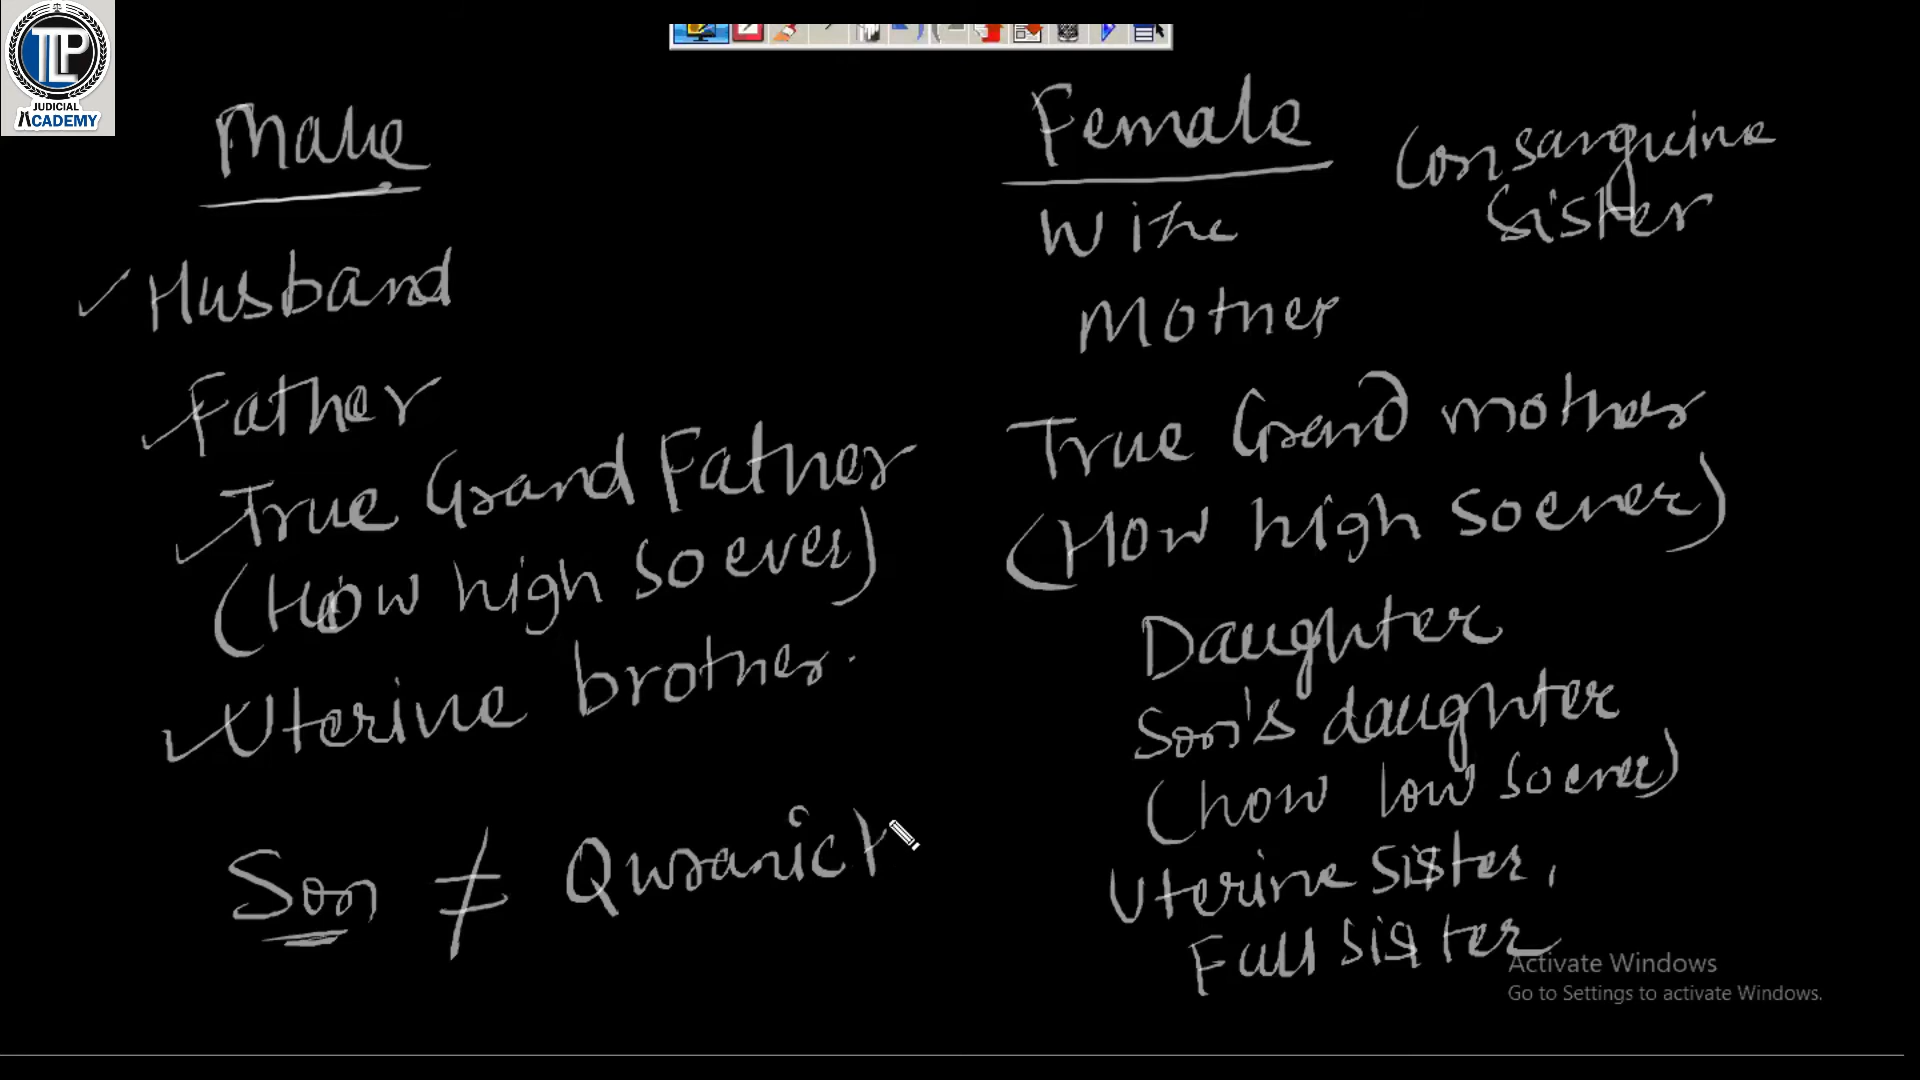 TLP
JUDICIAL
ACADEMY
Male
Husband
Father
True Grand Father
(How high so ever)
Uterine brother.
Son ≠ Quranic
Female
Wife
Mother
True Grand mother
(How high so ever)
Daughter
Son's daughter
(how low so ever)
Uterine Sister,
Full Sister
Consanguine
Sister
Activate Windows
Go to Settings to activate Windows.